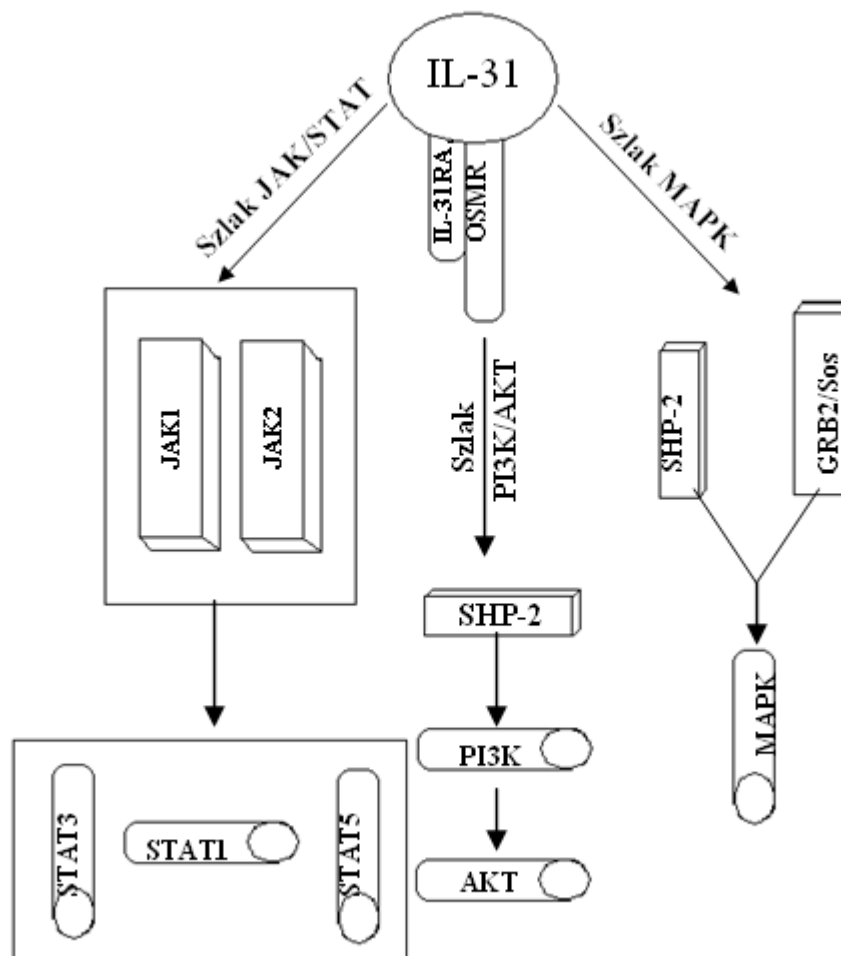 IL-31
Szlak JAK/STAT
IL-31RA
OSMR
Szlak MAPK
JAK1
JAK2
Szlak
PI3K/AKT
SHP-2
GRB2/Sos
SHP-2
PI3K
AKT
MAPK
STAT3
STAT1
STAT5